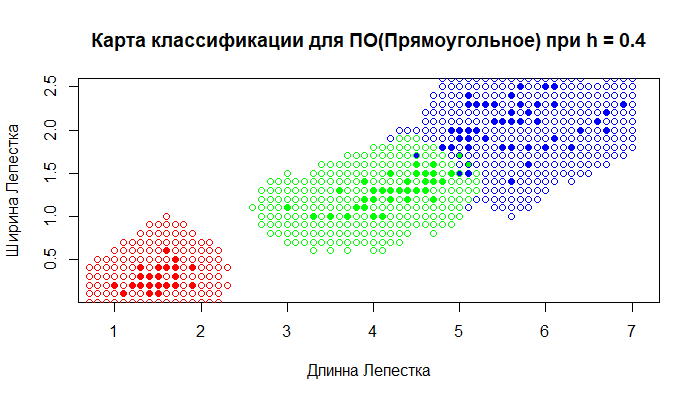 Карта классификации для ПО(Прямоугольное) при h = 0.4
2.5
2.0
1.5
1.0
0.5
Ширина Лепестка
1 2 3 4 5 6 7
Длинна Лепестка